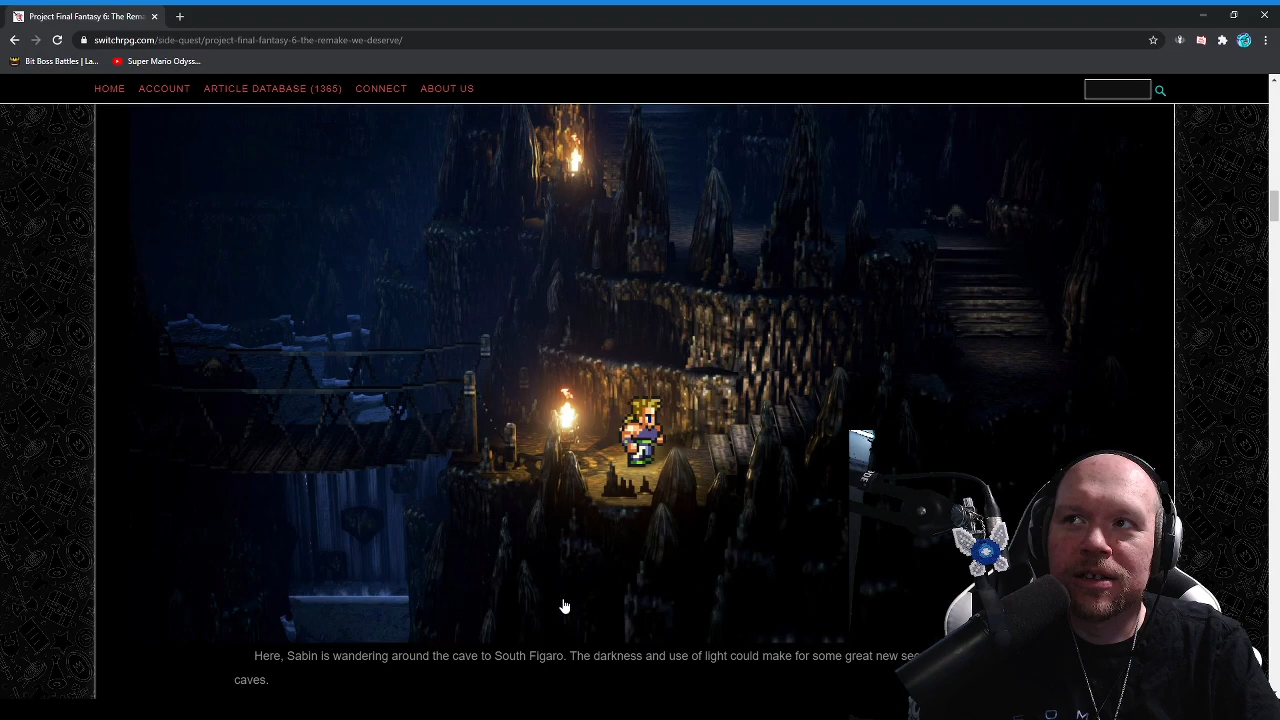 Project Final Fantasy 6: The Rema
switchrpg.com/side-quest/project-final-fantasy-6-the-remake-we-deserve/
Bit Boss Battles | La...
Super Mario Odyss...
HOME ACCOUNT ARTICLE DATABASE (1365) CONNECT ABOUT US
Here, Sabin is wandering around the cave to South Figaro. The darkness and use of light could make for some great new
caves.